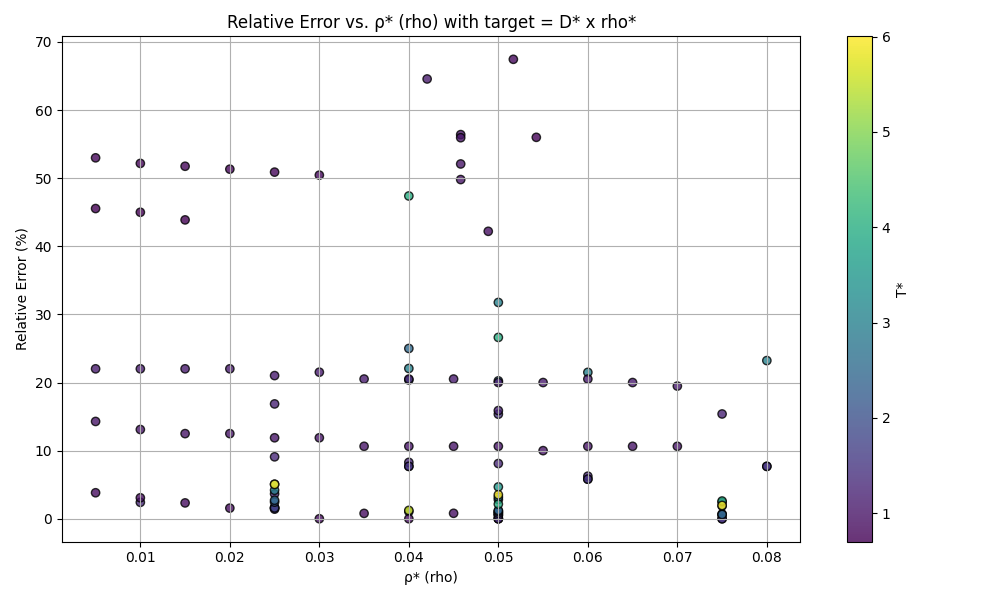 Relative Error vs. ρ* (rho) with target = D* x rho*
Relative Error (%)
70
60
50
40
30
20
10
0
0.01 0.02 0.03 0.04 0.05 0.06 0.07 0.08
ρ* (rho)
6
5
4
3
2
1
T*